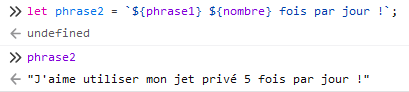 >> let phrase2 = `${phrase1} ${nombre} fois par jour !`;
← undefined
>> phrase2
← "J'aime utiliser mon jet privé 5 fois par jour !"